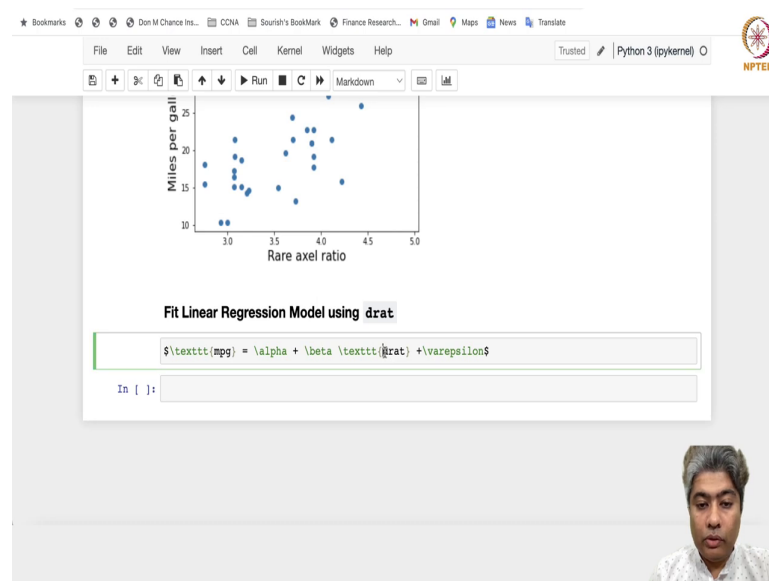 Bookmarks Don M Chance Ins... CCNA Sourish's BookMark Finance Research... Gmail Maps News Translate
File Edit View Insert Cell Kernel Widgets Help Trusted Python 3 (ipykernel)
Run Markdown
NPTEL
Miles per gall
25
20
15
10
3.0 3.5 4.0 4.5 5.0
Rare axel ratio
Fit Linear Regression Model using drat
$\texttt{mpg} = \alpha + \beta \texttt{drat} +\varepsilon$
In [ ]: